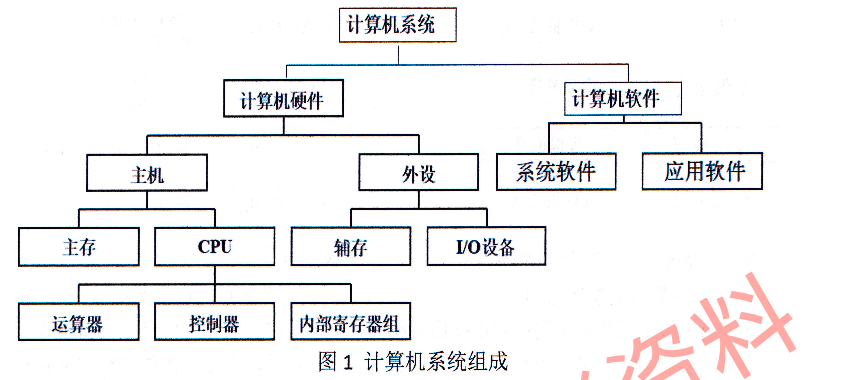 计算机系统
计算机硬件
计算机软件
主机
外设
系统软件
应用软件
主存
CPU
辅存
I/O设备
运算器
控制器
内部寄存器组
图 1 计算机系统组成
资料